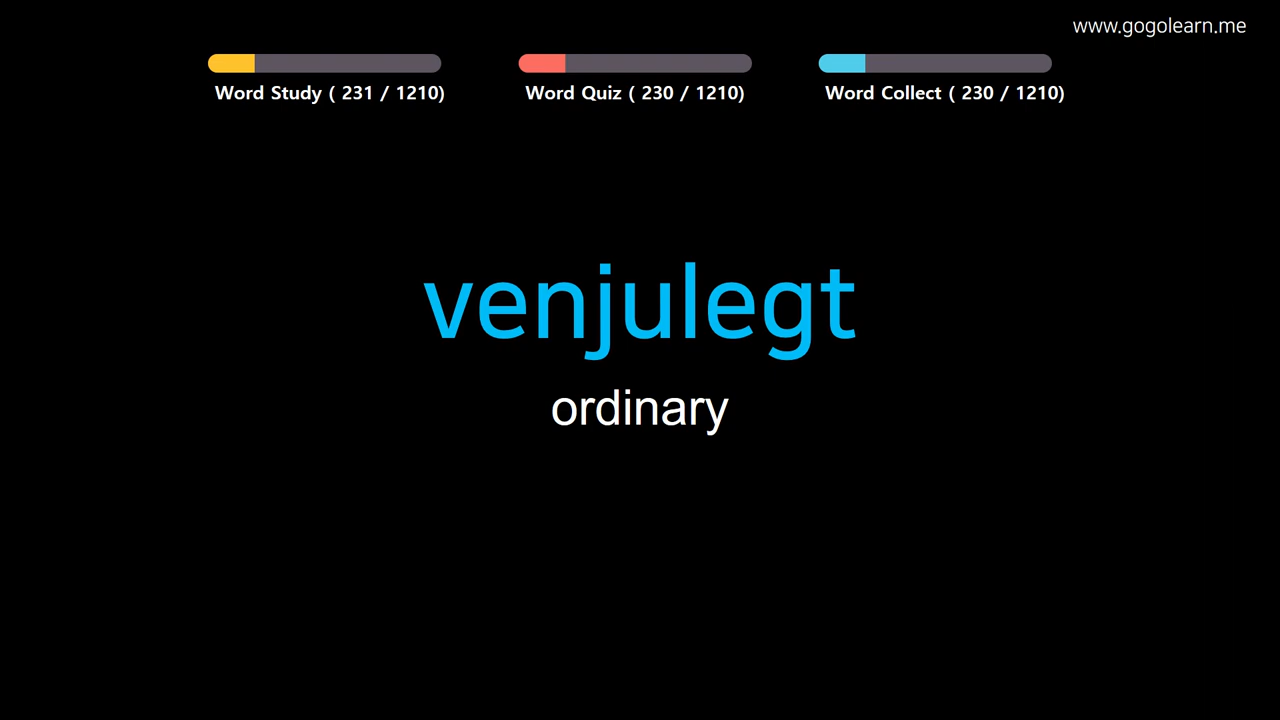 www.gogolearn.me
Word Study ( 231 / 1210)
Word Quiz ( 230 / 1210)
Word Collect ( 230 / 1210)
venjulegt
ordinary